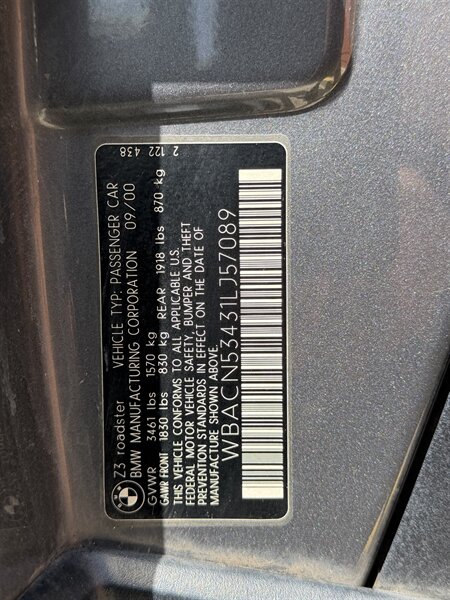 Z3 roadster VEHICLE TYP: PASSENGER CAR
BMW MANUFACTURING CORPORATION 09/00
GVWR 3461 lbs 1570 kg
GAWR FRONT 1830 lbs 830 kg REAR 1918 lbs 870 kg
THIS VEHICLE CONFORMS TO ALL APPLICABLE U.S.
FEDERAL MOTOR VEHICLE SAFETY, BUMPER AND THEFT
PREVENTION STANDARDS IN EFFECT ON THE DATE OF
MANUFACTURE SHOWN ABOVE.
WBACN53431LJ57089
2 122 438
BMW